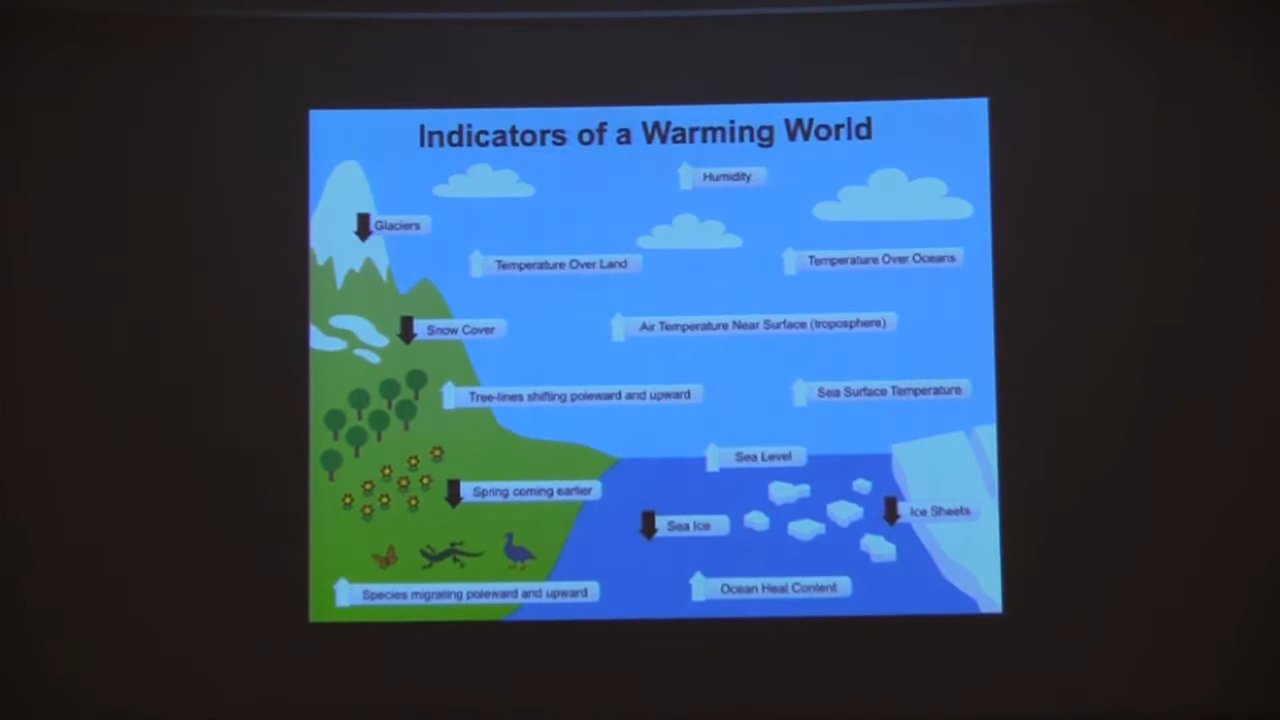 Indicators of a Warming World
Humidity
Glaciers
Temperature Over Land
Temperature Over Oceans
Snow Cover
Air Temperature Near Surface (troposphere)
Tree-lines shifting poleward and upward
Sea Surface Temperature
Sea Level
Spring coming earlier
Sea Ice
Ice Sheets
Species migrating poleward and upward
Ocean Heat Content